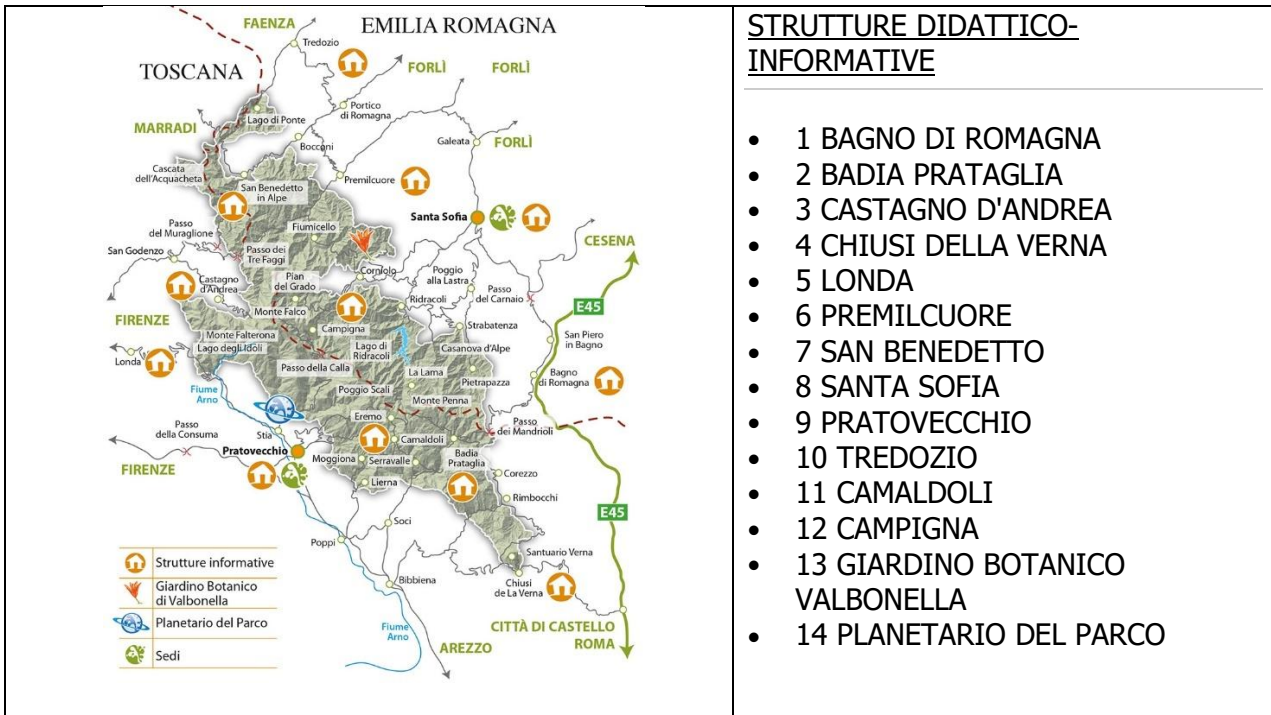 FAENZA
EMILIA ROMAGNA
Tredozio
TOSCANA
FORLÌ
FORLÌ
Portico
di Romagna
Lago di Ponte
MARRADI
Bocconi
Galeata
FORLÌ
Cascata
dell'Acquacheta
Premilcuore
San Benedetto
in Alpe
Santa Sofia
Passo
del Muraglione
Fiumicello
CESENA
San Godenzo
Passo dei
Tre Faggi
Corniolo
Poggio
alla Lastra
Castagno
d'Andrea
Pian
del Grado
Ridracoli
Passo
del Carnaio
Monte Falco
E45
FIRENZE
Campigna
Strabatenza
Monte Falterona
San Piero
in Bagno
Lago degli Idoli
Lago di
Ridracoli
Casanova d'Alpe
Londa
Passo della Calla
La Lama
Bagno
di Romagna
Fiume
Arno
Poggio Scali
Pietrapazza
Monte Penna
Eremo
Passo
dei Mandrioli
Passo
della Consuma
Stia
Camaldoli
Pratovecchio
Moggiona
Serravalle
Badia
Prataglia
FIRENZE
Corezzo
Lierna
Rimbocchi
E45
Soci
Poppi
Santuario Verna
Bibbiena
Chiusi
de La Verna
Fiume
Arno
CITTÀ DI CASTELLO
ROMA
AREZZO
Strutture informative
Giardino Botanico
di Valbonella
Planetario del Parco
Sedi
STRUTTURE DIDATTICO-
INFORMATIVE
• 1 BAGNO DI ROMAGNA
• 2 BADIA PRATAGLIA
• 3 CASTAGNO D'ANDREA
• 4 CHIUSI DELLA VERNA
• 5 LONDA
• 6 PREMILCUORE
• 7 SAN BENEDETTO
• 8 SANTA SOFIA
• 9 PRATOVECCHIO
• 10 TREDOZIO
• 11 CAMALDOLI
• 12 CAMPIGNA
• 13 GIARDINO BOTANICO
VALBONELLA
• 14 PLANETARIO DEL PARCO